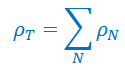 ρ_T = ∑_N ρ_N